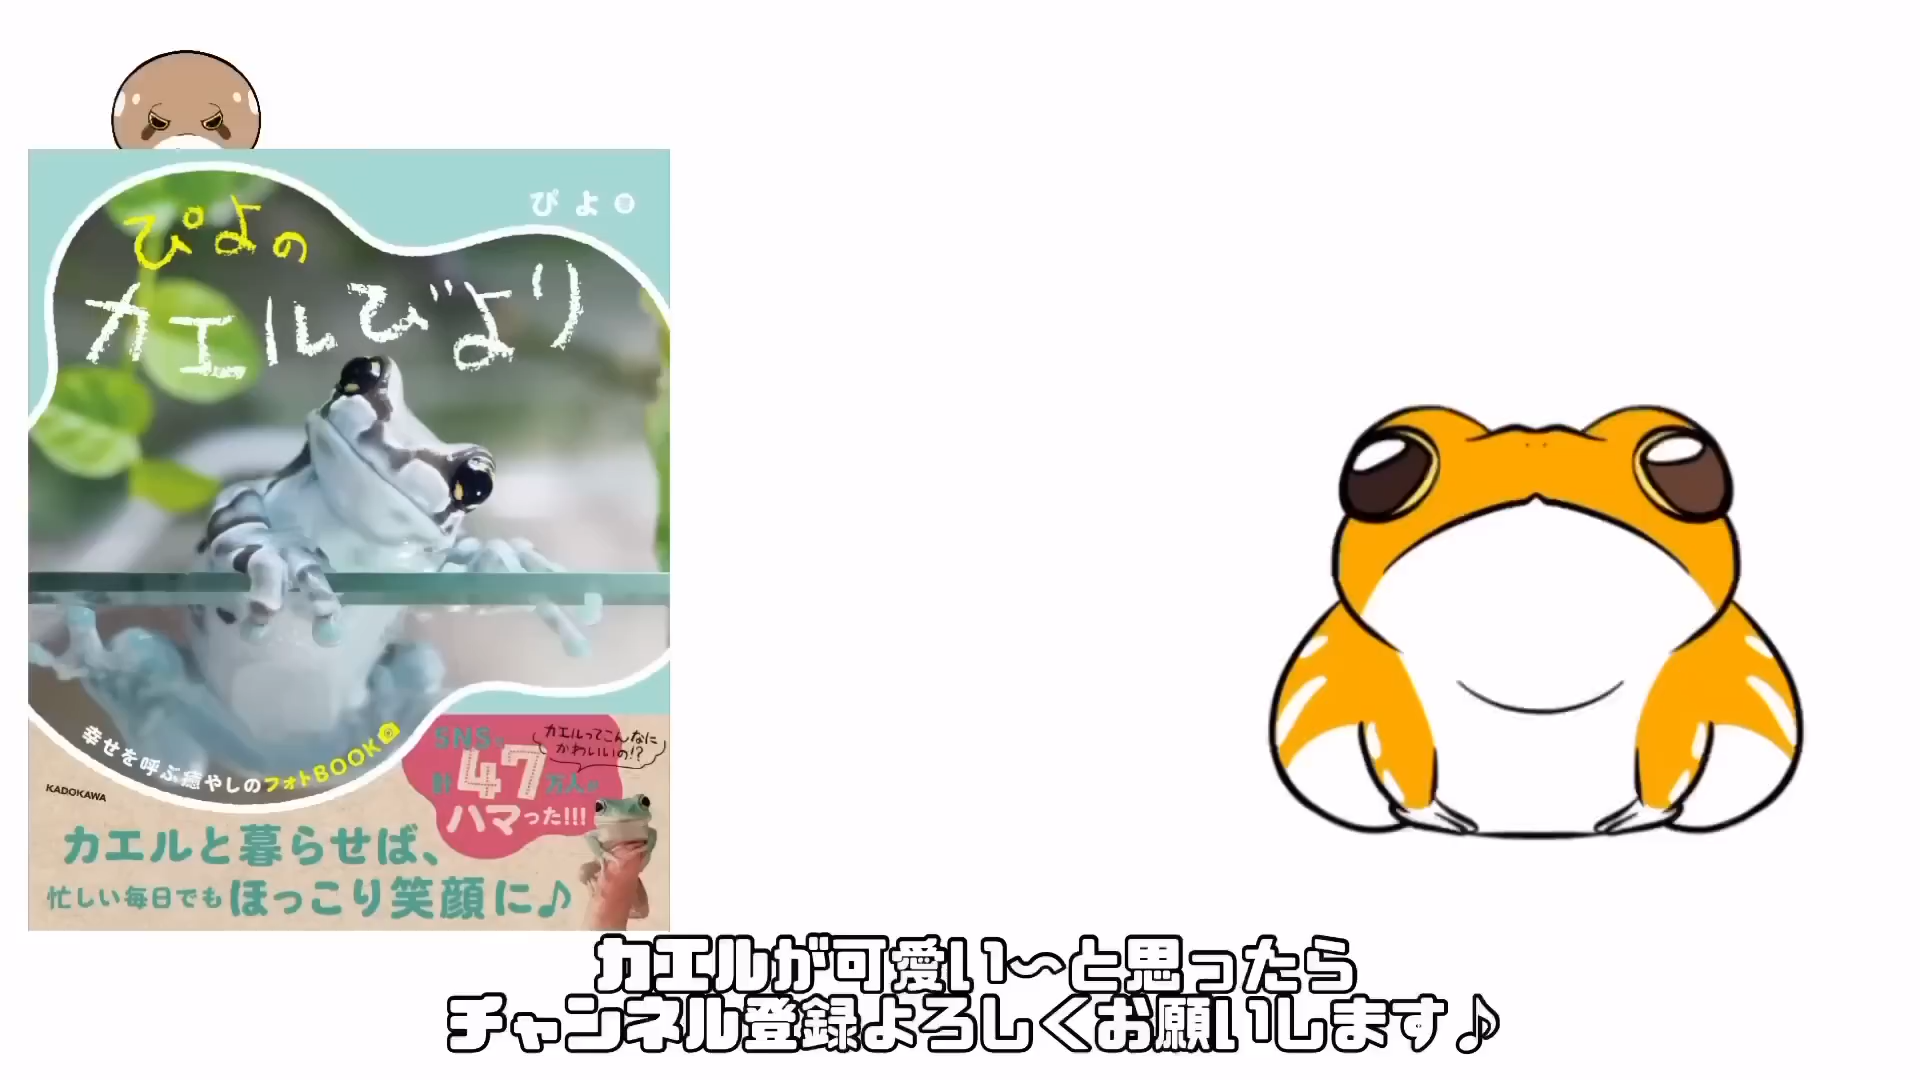 ぴよ
ぴよの
カエルびより
幸せを呼ぶ癒やしのフォトBOOK
KADOKAWA
SNSで
計47万人が
ハマった!!!
カエルってこんなに
かわいいの!?
カエルと暮らせば、
忙しい毎日でもほっこり笑顔に♪
カエルが可愛い〜と思ったら
チャンネル登録よろしくお願いします♪